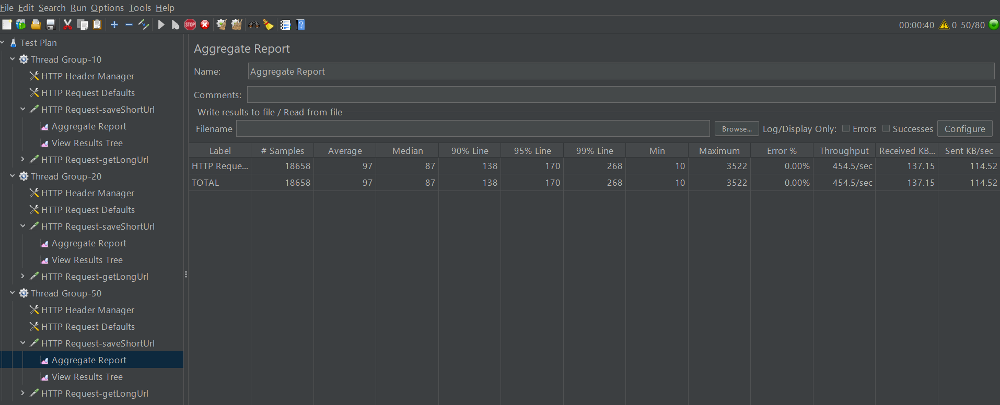 File Edit Search Run Options Tools Help
STOP ? 00:00:40 0 50/80
Test Plan
Thread Group-10
HTTP Header Manager
HTTP Request Defaults
HTTP Request-saveShortUrl
Aggregate Report
View Results Tree
HTTP Request-getLongUrl
Thread Group-20
HTTP Header Manager
HTTP Request Defaults
HTTP Request-saveShortUrl
Aggregate Report
View Results Tree
HTTP Request-getLongUrl
Thread Group-50
HTTP Header Manager
HTTP Request Defaults
HTTP Request-saveShortUrl
Aggregate Report
View Results Tree
HTTP Request-getLongUrl
Aggregate Report
Name: Aggregate Report
Comments:
Write results to file / Read from file
Filename Browse... Log/Display Only: Errors Successes Configure
Label # Samples Average Median 90% Line 95% Line 99% Line Min Maximum Error % Throughput Received KB... Sent KB/sec
HTTP Reque... 18658 97 87 138 170 268 10 3522 0.00% 454.5/sec 137.15 114.52
TOTAL 18658 97 87 138 170 268 10 3522 0.00% 454.5/sec 137.15 114.52